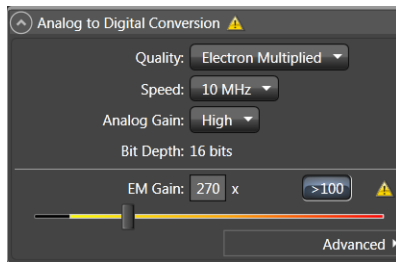 Analog to Digital Conversion
Quality: Electron Multiplied
Speed: 10 MHz
Analog Gain: High
Bit Depth: 16 bits
EM Gain: 270 x >100
Advanced